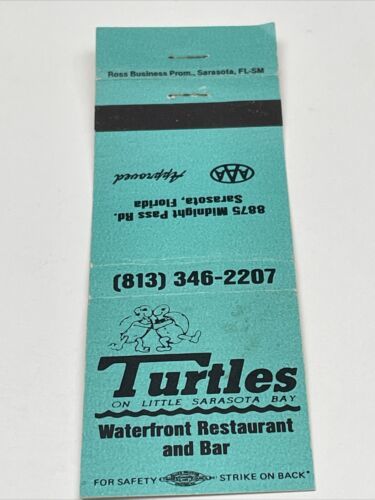 Ross Business Prom., Sarasota, FL-SM
AAA Approved
8875 Midnight Pass Rd.
Sarasota, Florida
(813) 346-2207
Turtles
ON LITTLE SARASOTA BAY
Waterfront Restaurant
and Bar
FOR SAFETY STRIKE ON BACK